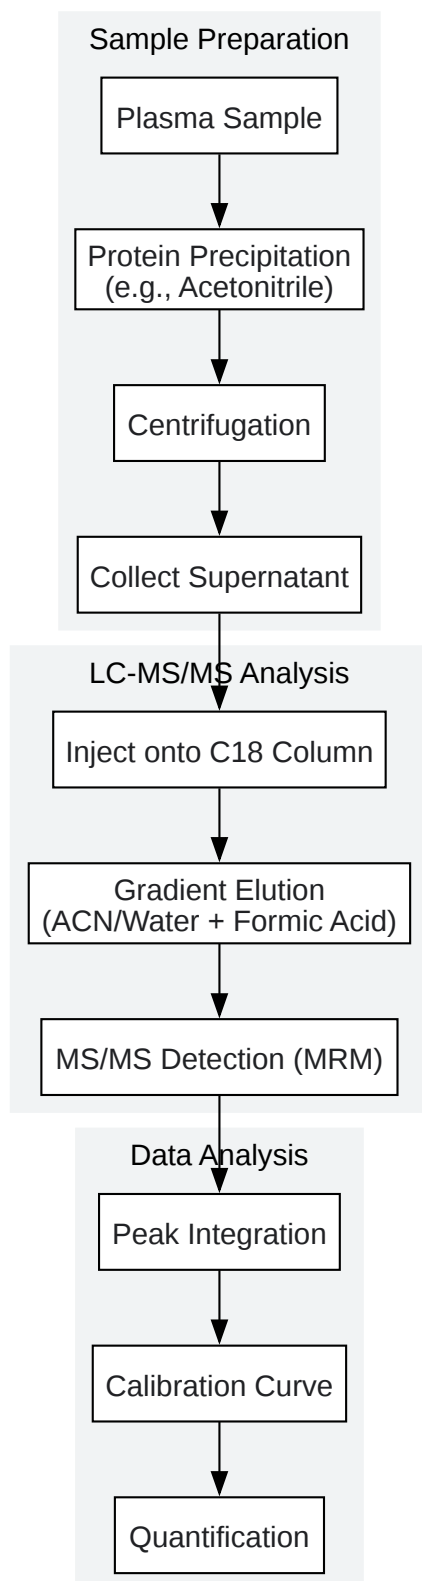 Sample Preparation
Plasma Sample
Protein Precipitation
(e.g., Acetonitrile)
Centrifugation
Collect Supernatant
LC-MS/MS Analysis
Inject onto C18 Column
Gradient Elution
(ACN/Water + Formic Acid)
MS/MS Detection (MRM)
Data Analysis
Peak Integration
Calibration Curve
Quantification